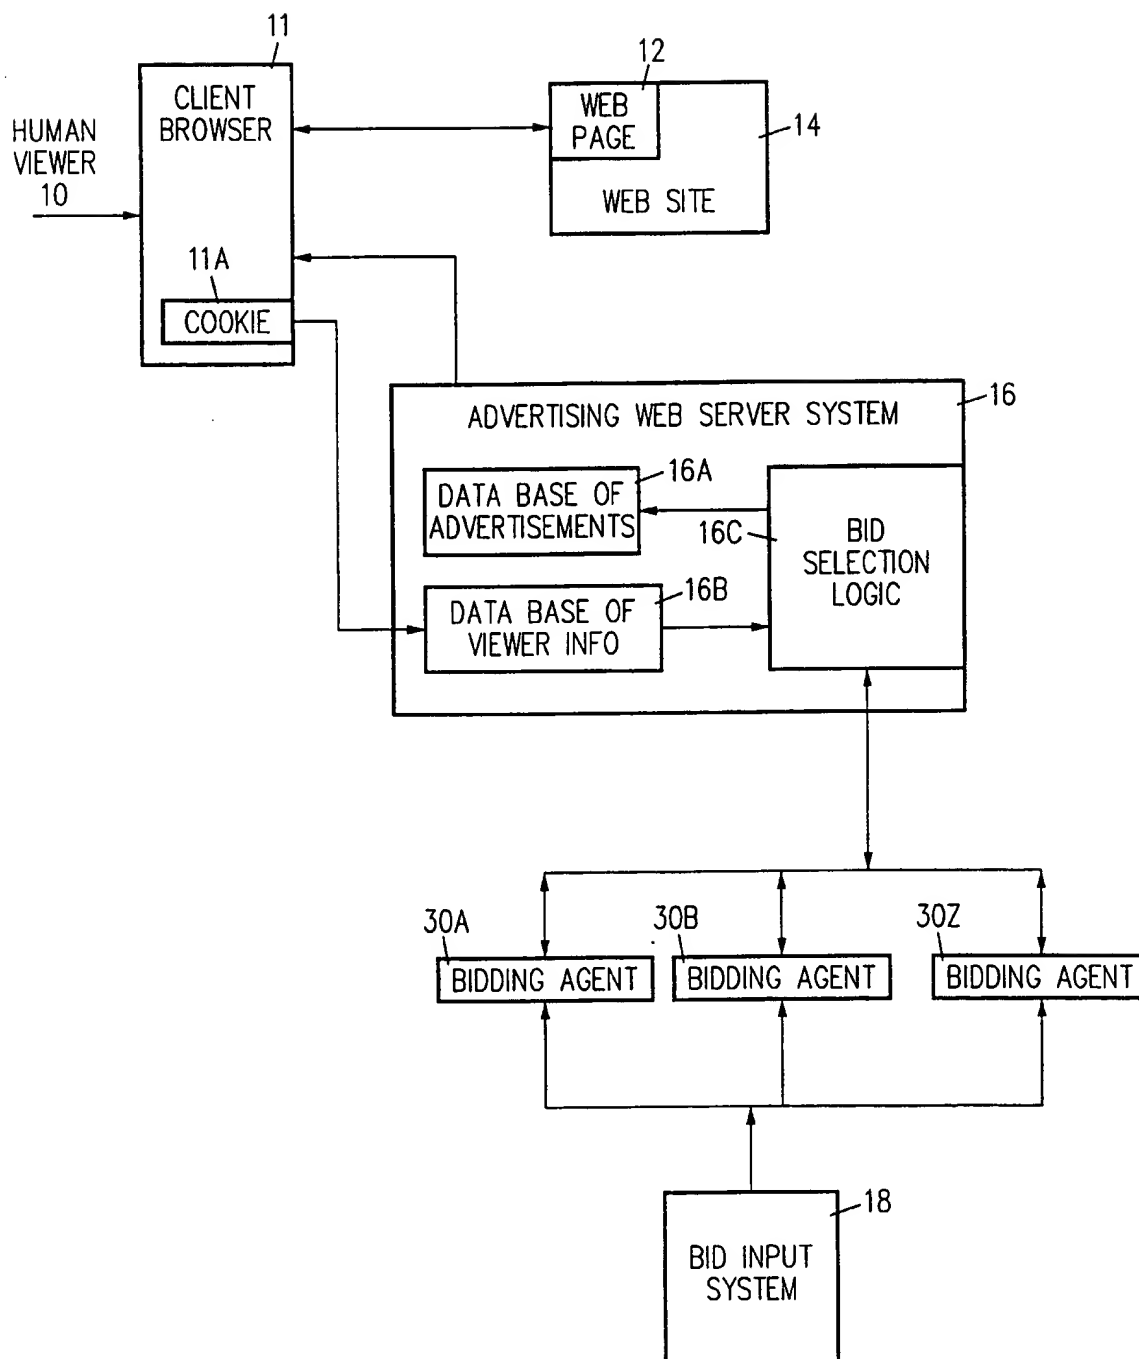 11
CLIENT
BROWSER
HUMAN
VIEWER
10
12
WEB
PAGE
14
WEB SITE
11A
COOKIE
16
ADVERTISING WEB SERVER SYSTEM
16A
DATA BASE OF
ADVERTISEMENTS
16C
BID
SELECTION
LOGIC
16B
DATA BASE OF
VIEWER INFO
30A
BIDDING AGENT
30B
BIDDING AGENT
30Z
BIDDING AGENT
18
BID INPUT
SYSTEM